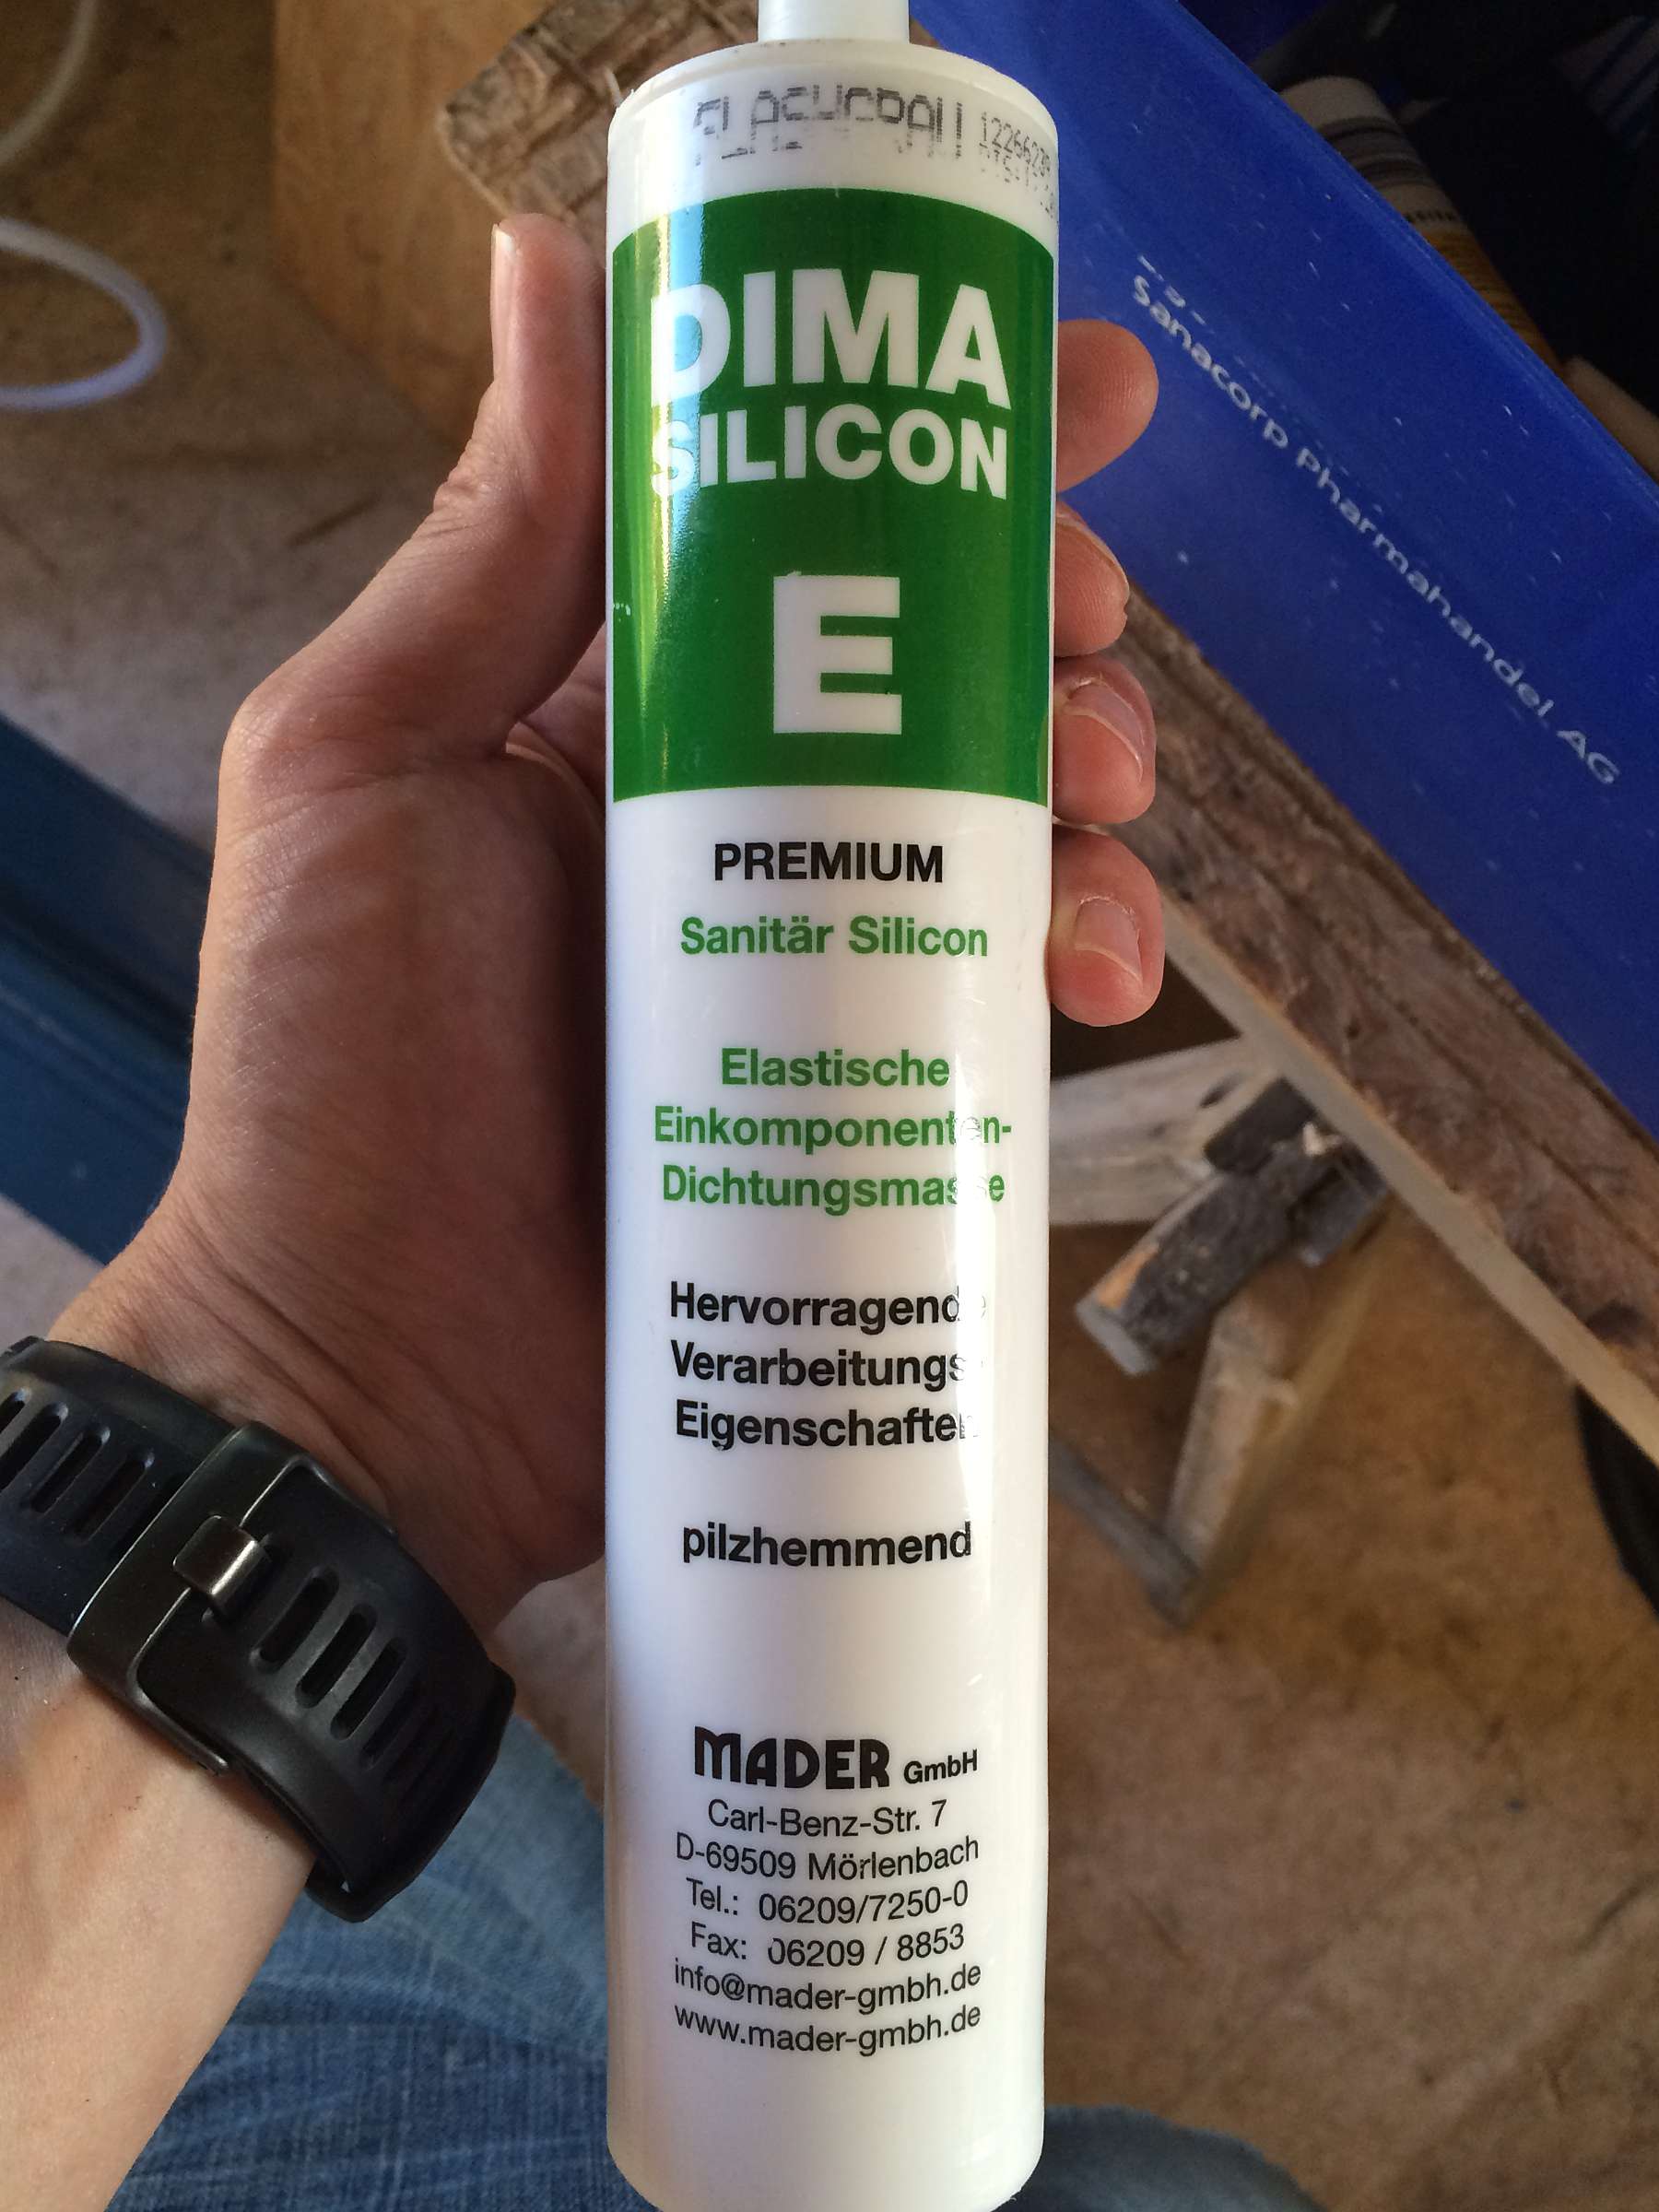 DIMA
SILICON
E
PREMIUM
Sanitär Silicon
Elastische
Einkomponenten-
Dichtungsmasse
Hervorragende
Verarbeitungs
Eigenschaften
pilzhemmend
MADER GmbH
Carl-Benz-Str. 7
D-69509 Mörlenbach
Tel.: 06209/7250-0
Fax: 06209 / 8853
info@mader-gmbh.de
www.mader-gmbh.de
Sanacorp Pharmahandel AG